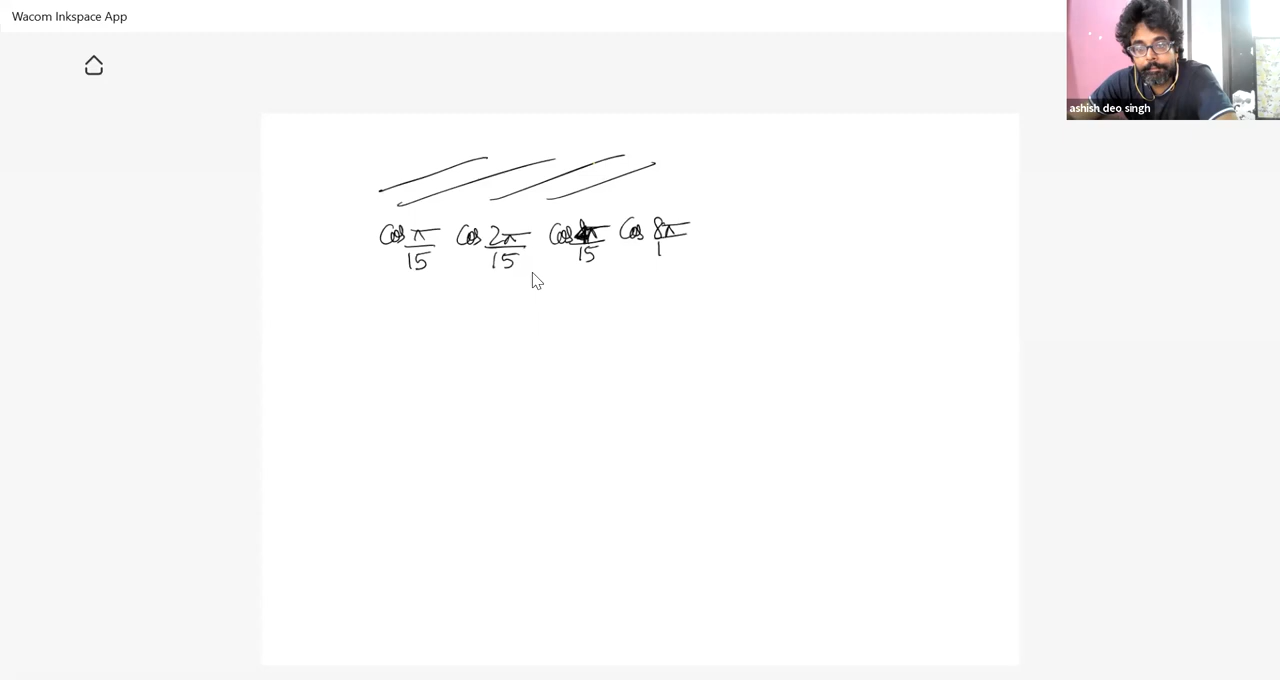 Wacom Inkspace App
ashish deo singh
cos π/15 cos 2π/15 cos 4π/15 cos 8π/1